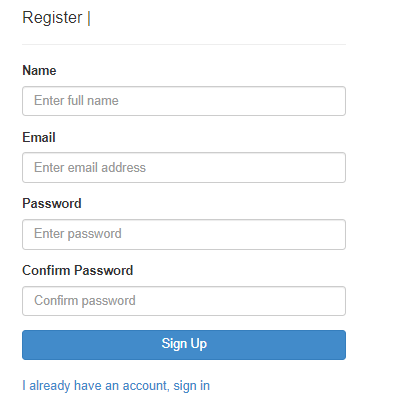 Register |
Name
Enter full name
Email
Enter email address
Password
Enter password
Confirm Password
Confirm password
Sign Up
I already have an account, sign in